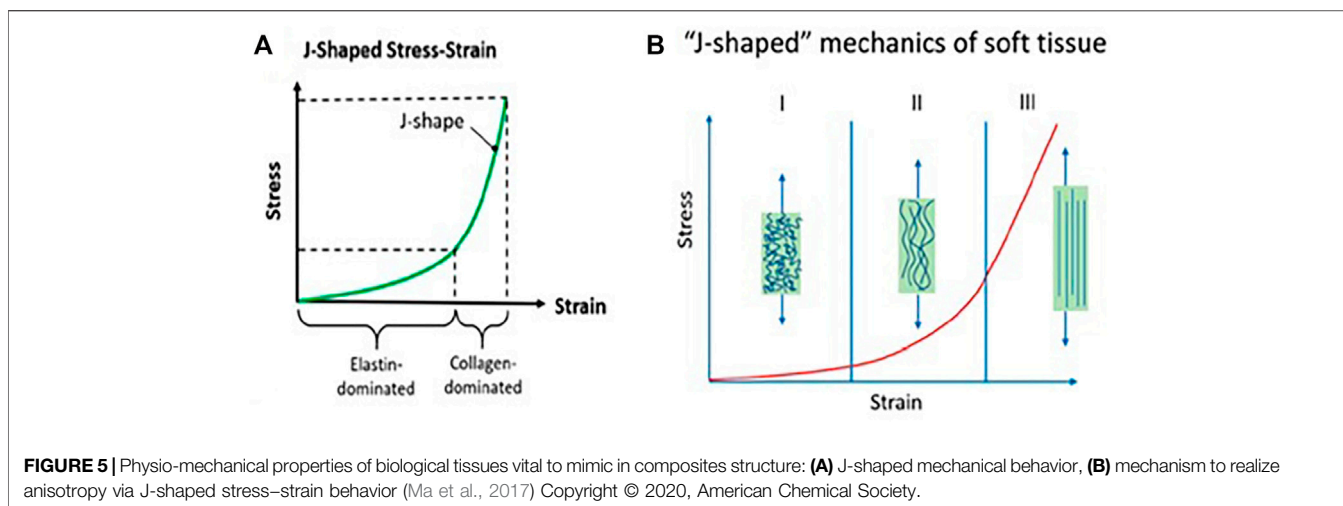 A
J-Shaped Stress-Strain
J-shape
Stress
Strain
Elastin-
dominated
Collagen-
dominated
B
"J-shaped" mechanics of soft tissue
I
II
III
Stress
Strain
FIGURE 5 | Physio-mechanical properties of biological tissues vital to mimic in composites structure: (A) J-shaped mechanical behavior, (B) mechanism to realize
anisotropy via J-shaped stress–strain behavior (Ma et al., 2017) Copyright © 2020, American Chemical Society.